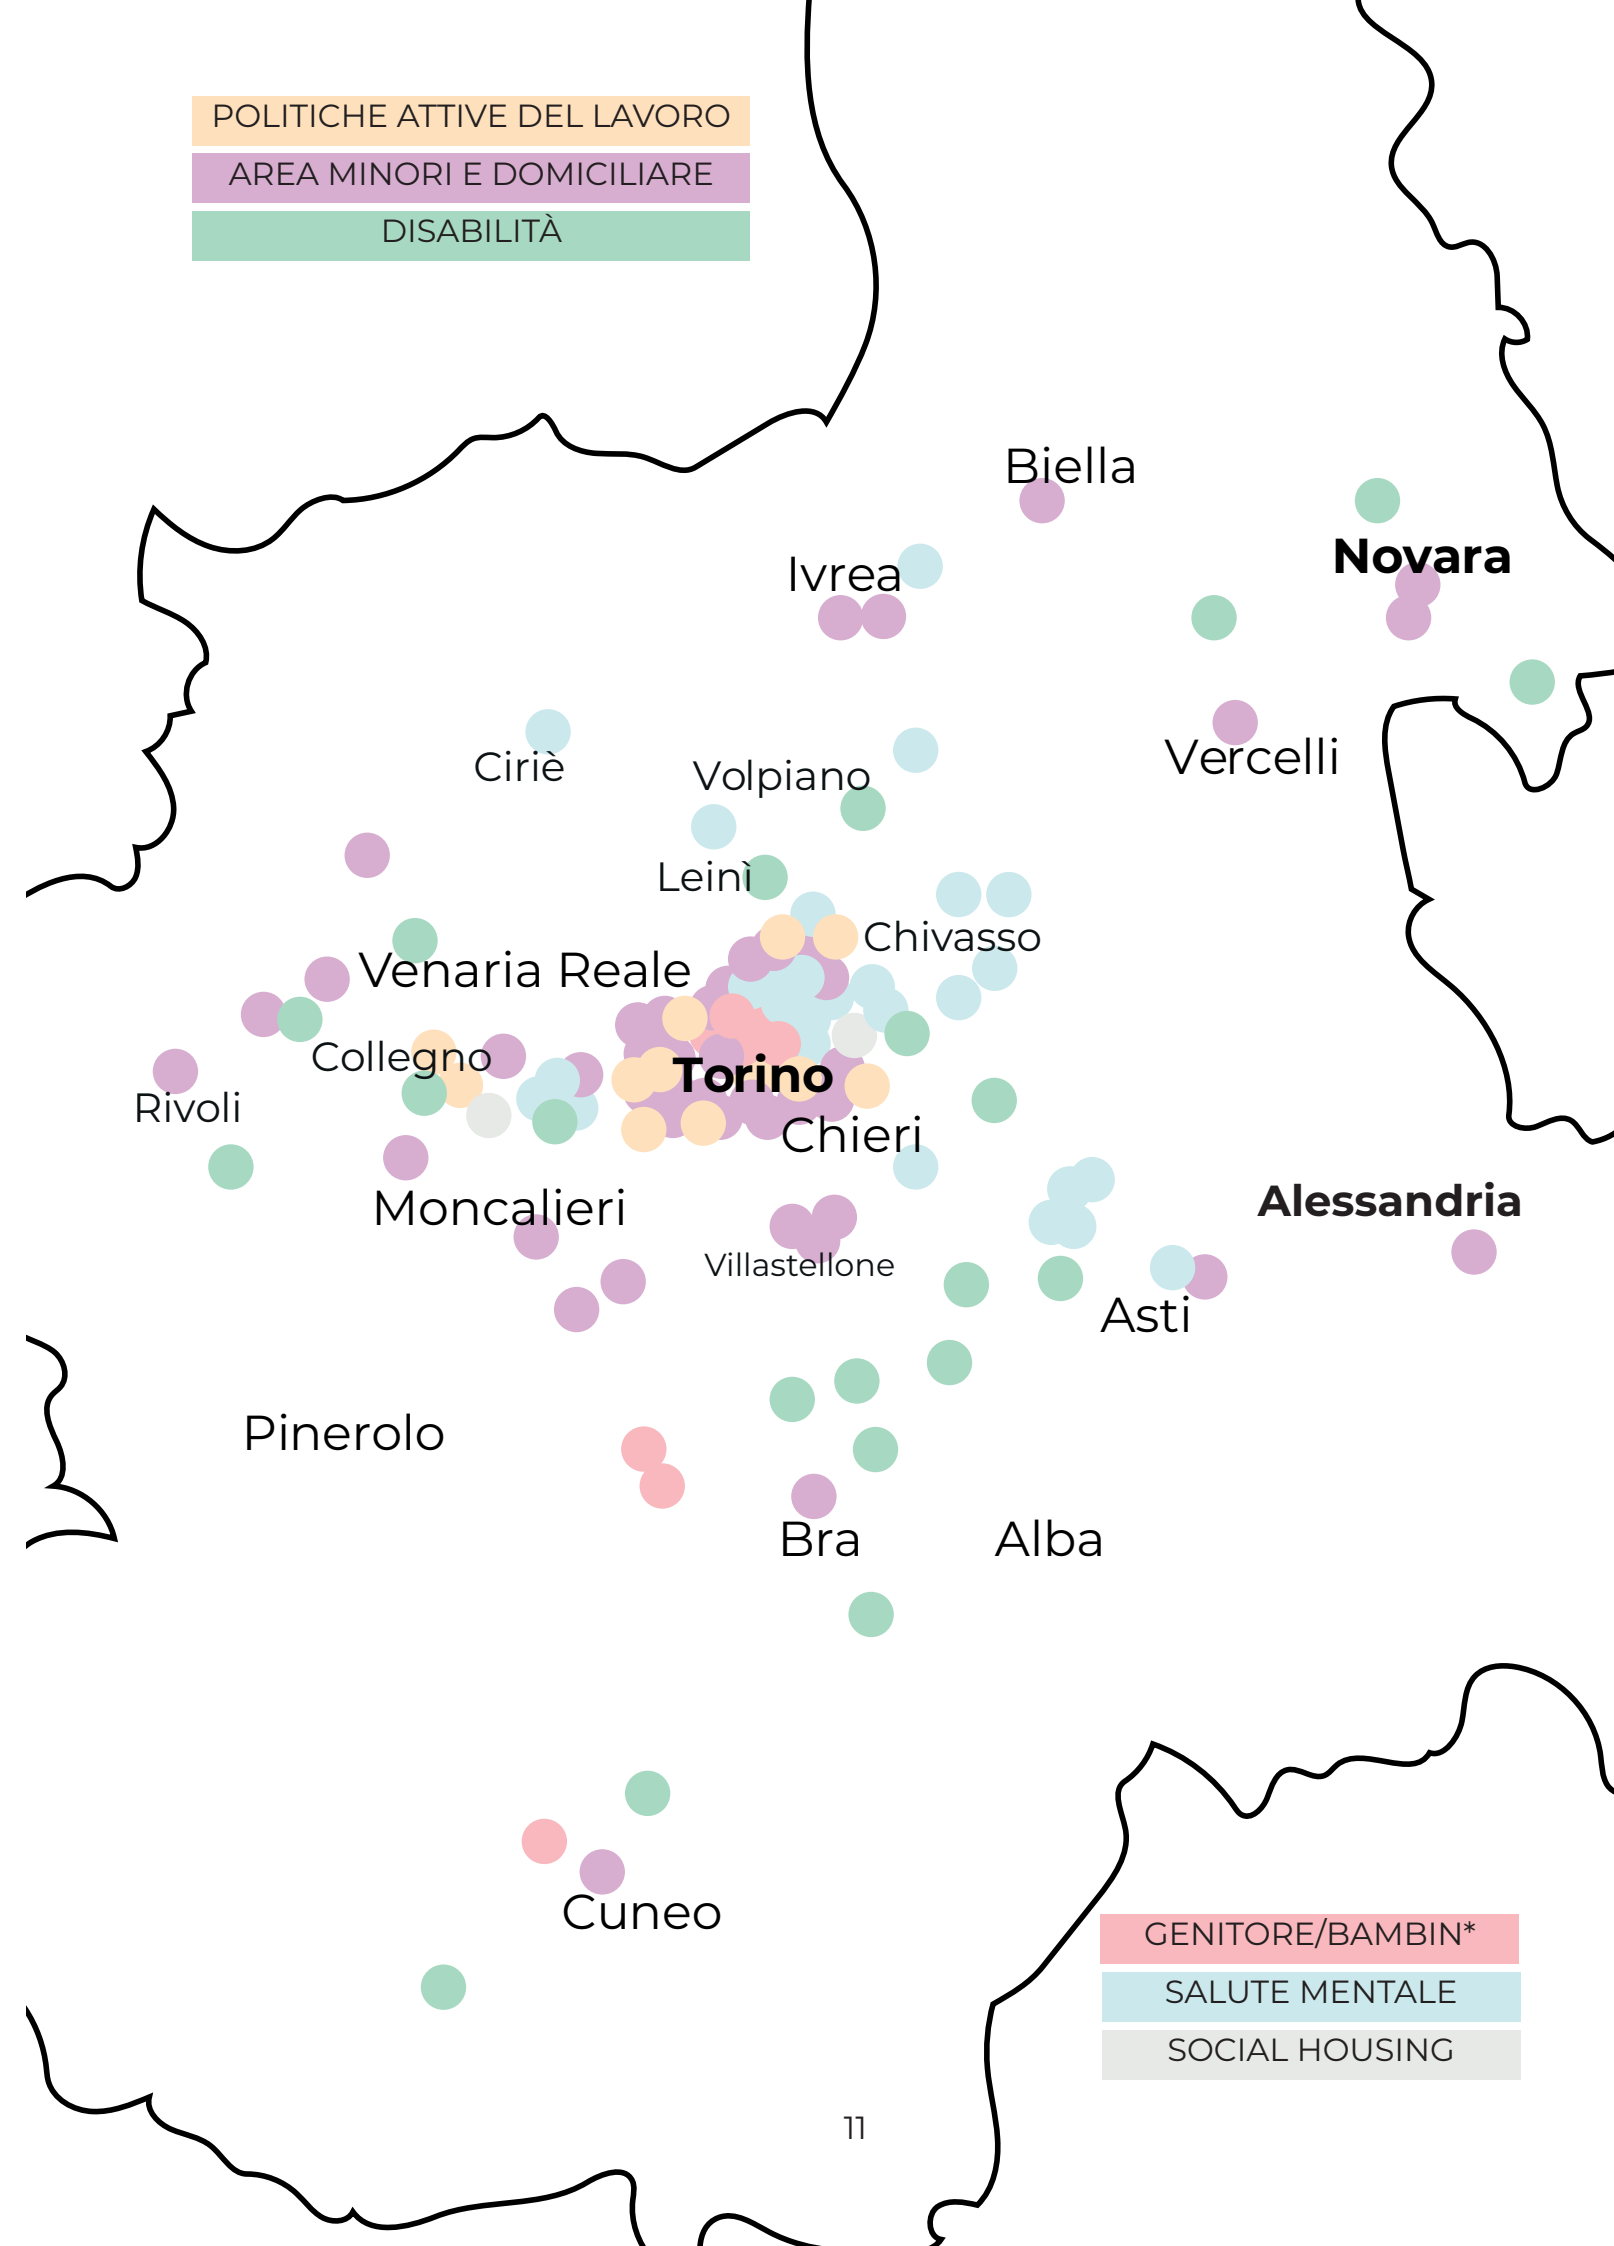 POLITICHE ATTIVE DEL LAVORO
AREA MINORI E DOMICILIARE
DISABILITÀ
Biella
Novara
Ivrea
Ciriè
Volpiano
Vercelli
Leinì
Chivasso
Venaria Reale
Collegno
Torino
Rivoli
Chieri
Moncalieri
Alessandria
Villastellone
Asti
Pinerolo
Bra
Alba
Cuneo
GENITORE/BAMBIN*
SALUTE MENTALE
SOCIAL HOUSING
11